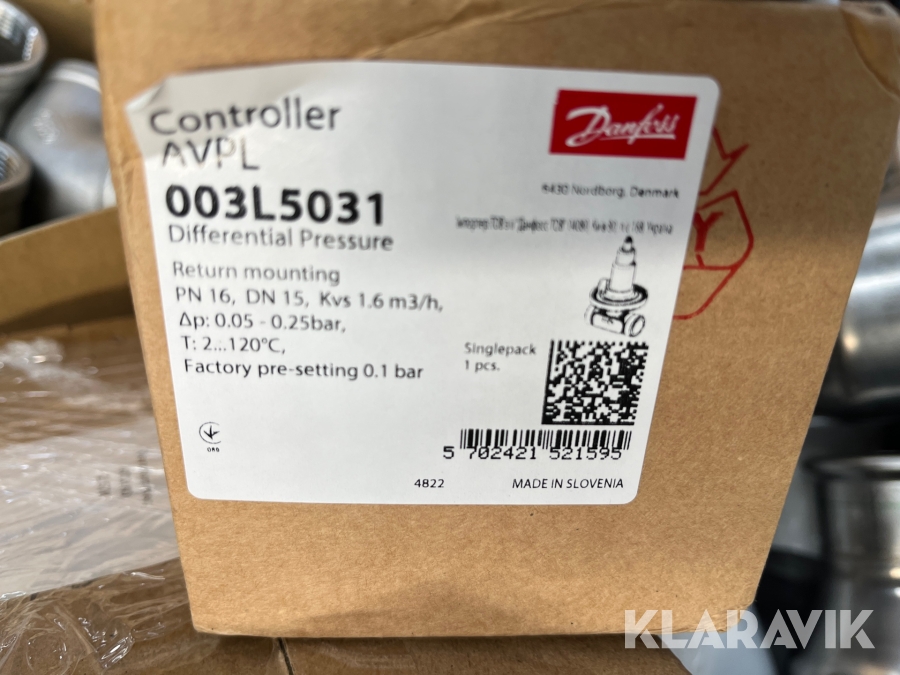 Controller
AVPL
Danfoss
003L5031
6430 Nordborg, Denmark
Differential Pressure
Return mounting
PN 16, DN 15, Kvs 1.6 m3/h,
Δp: 0.05 - 0.25bar,
T: 2...120°C,
Factory pre-setting 0.1 bar
Singlepack
1 pcs.
5 702421 521595
4822
MADE IN SLOVENIA
KLARAVIK